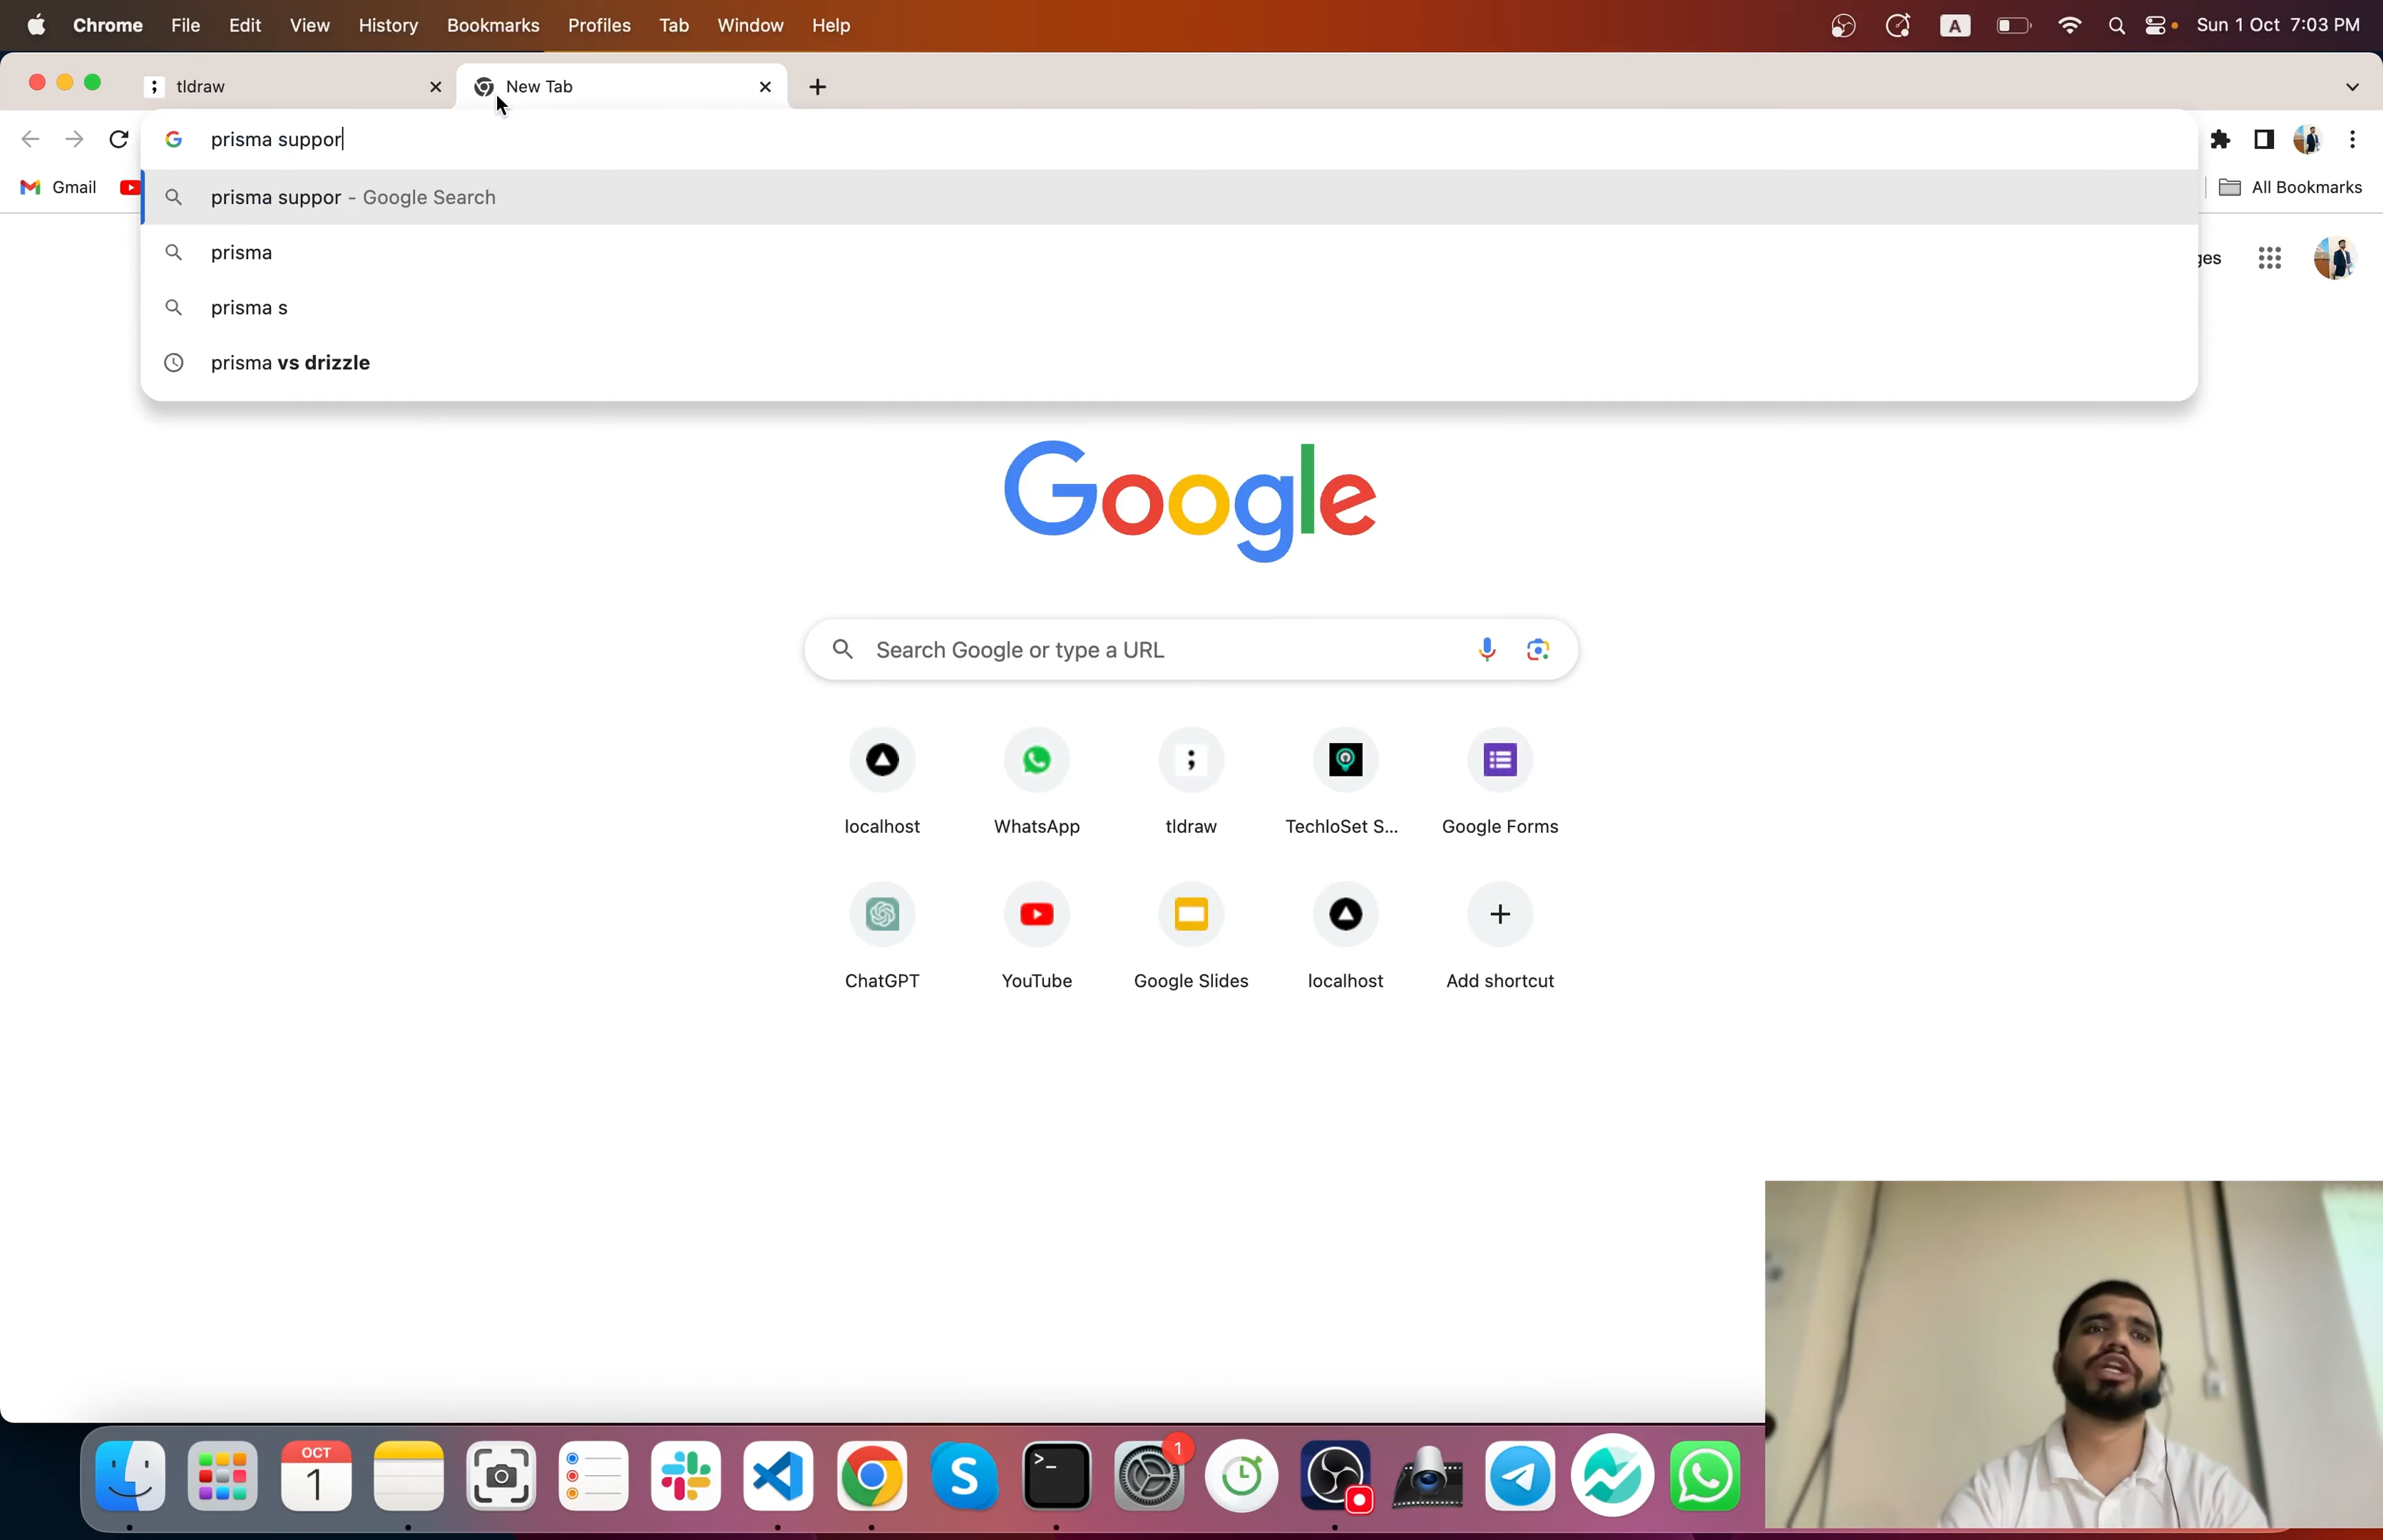 Chrome File Edit View History Bookmarks Profiles Tab Window Help A Sun 1 Oct 7:03 PM
; tldraw New Tab
prisma suppor
Gmail prisma suppor - Google Search All Bookmarks
prisma
ges
prisma s
prisma vs drizzle
Google
Search Google or type a URL
localhost WhatsApp tldraw TechloSet S... Google Forms
ChatGPT YouTube Google Slides localhost Add shortcut
OCT
1
1